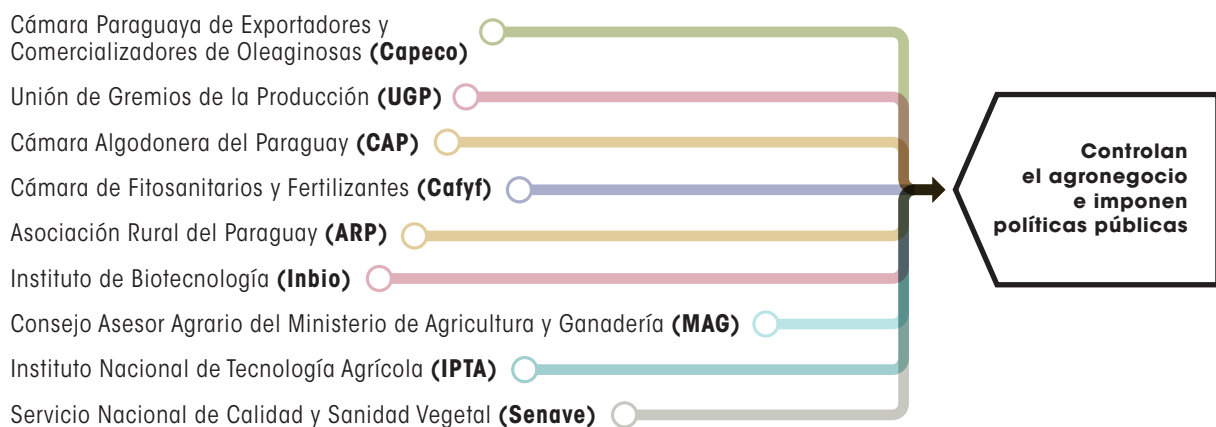 Cámara Paraguaya de Exportadores y
Comercializadores de Oleaginosas (Capeco)
Unión de Gremios de la Producción (UGP)
Cámara Algodonera del Paraguay (CAP)
Cámara de Fitosanitarios y Fertilizantes (Cafyf)
Asociación Rural del Paraguay (ARP)
Instituto de Biotecnología (Inbio)
Consejo Asesor Agrario del Ministerio de Agricultura y Ganadería (MAG)
Instituto Nacional de Tecnología Agrícola (IPTA)
Servicio Nacional de Calidad y Sanidad Vegetal (Senave)
Controlan
el agronegocio
e imponen
políticas públicas